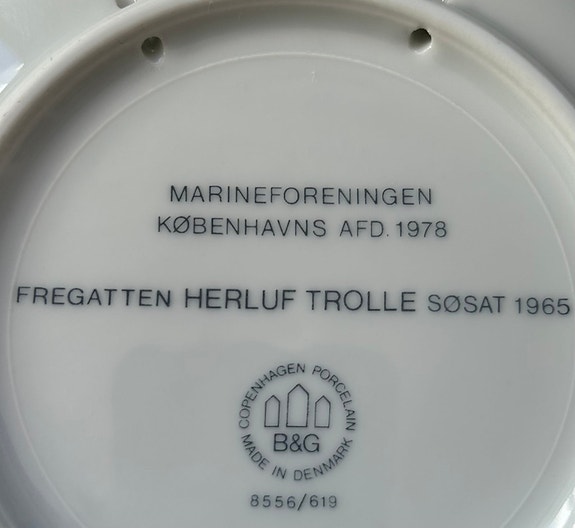 MARINEFORENINGEN
KØBENHAVNS AFD. 1978
FREGATTEN HERLUF TROLLE SØSAT 1965
COPENHAGEN PORCELAIN
B&G
MADE IN DENMARK
8556/619